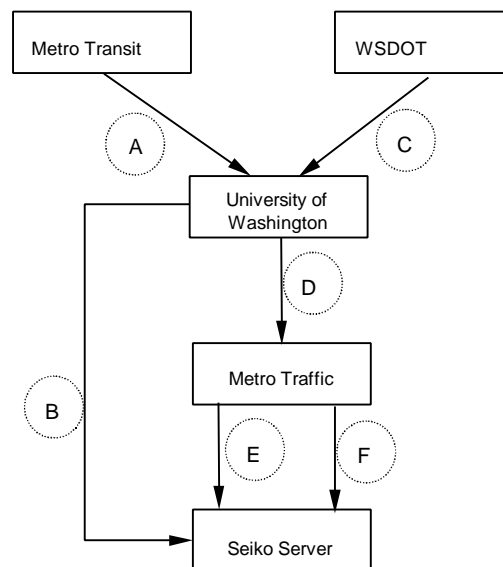 Metro Transit
WSDOT
A
C
University of
Washington
D
Metro Traffic
B
E
F
Seiko Server